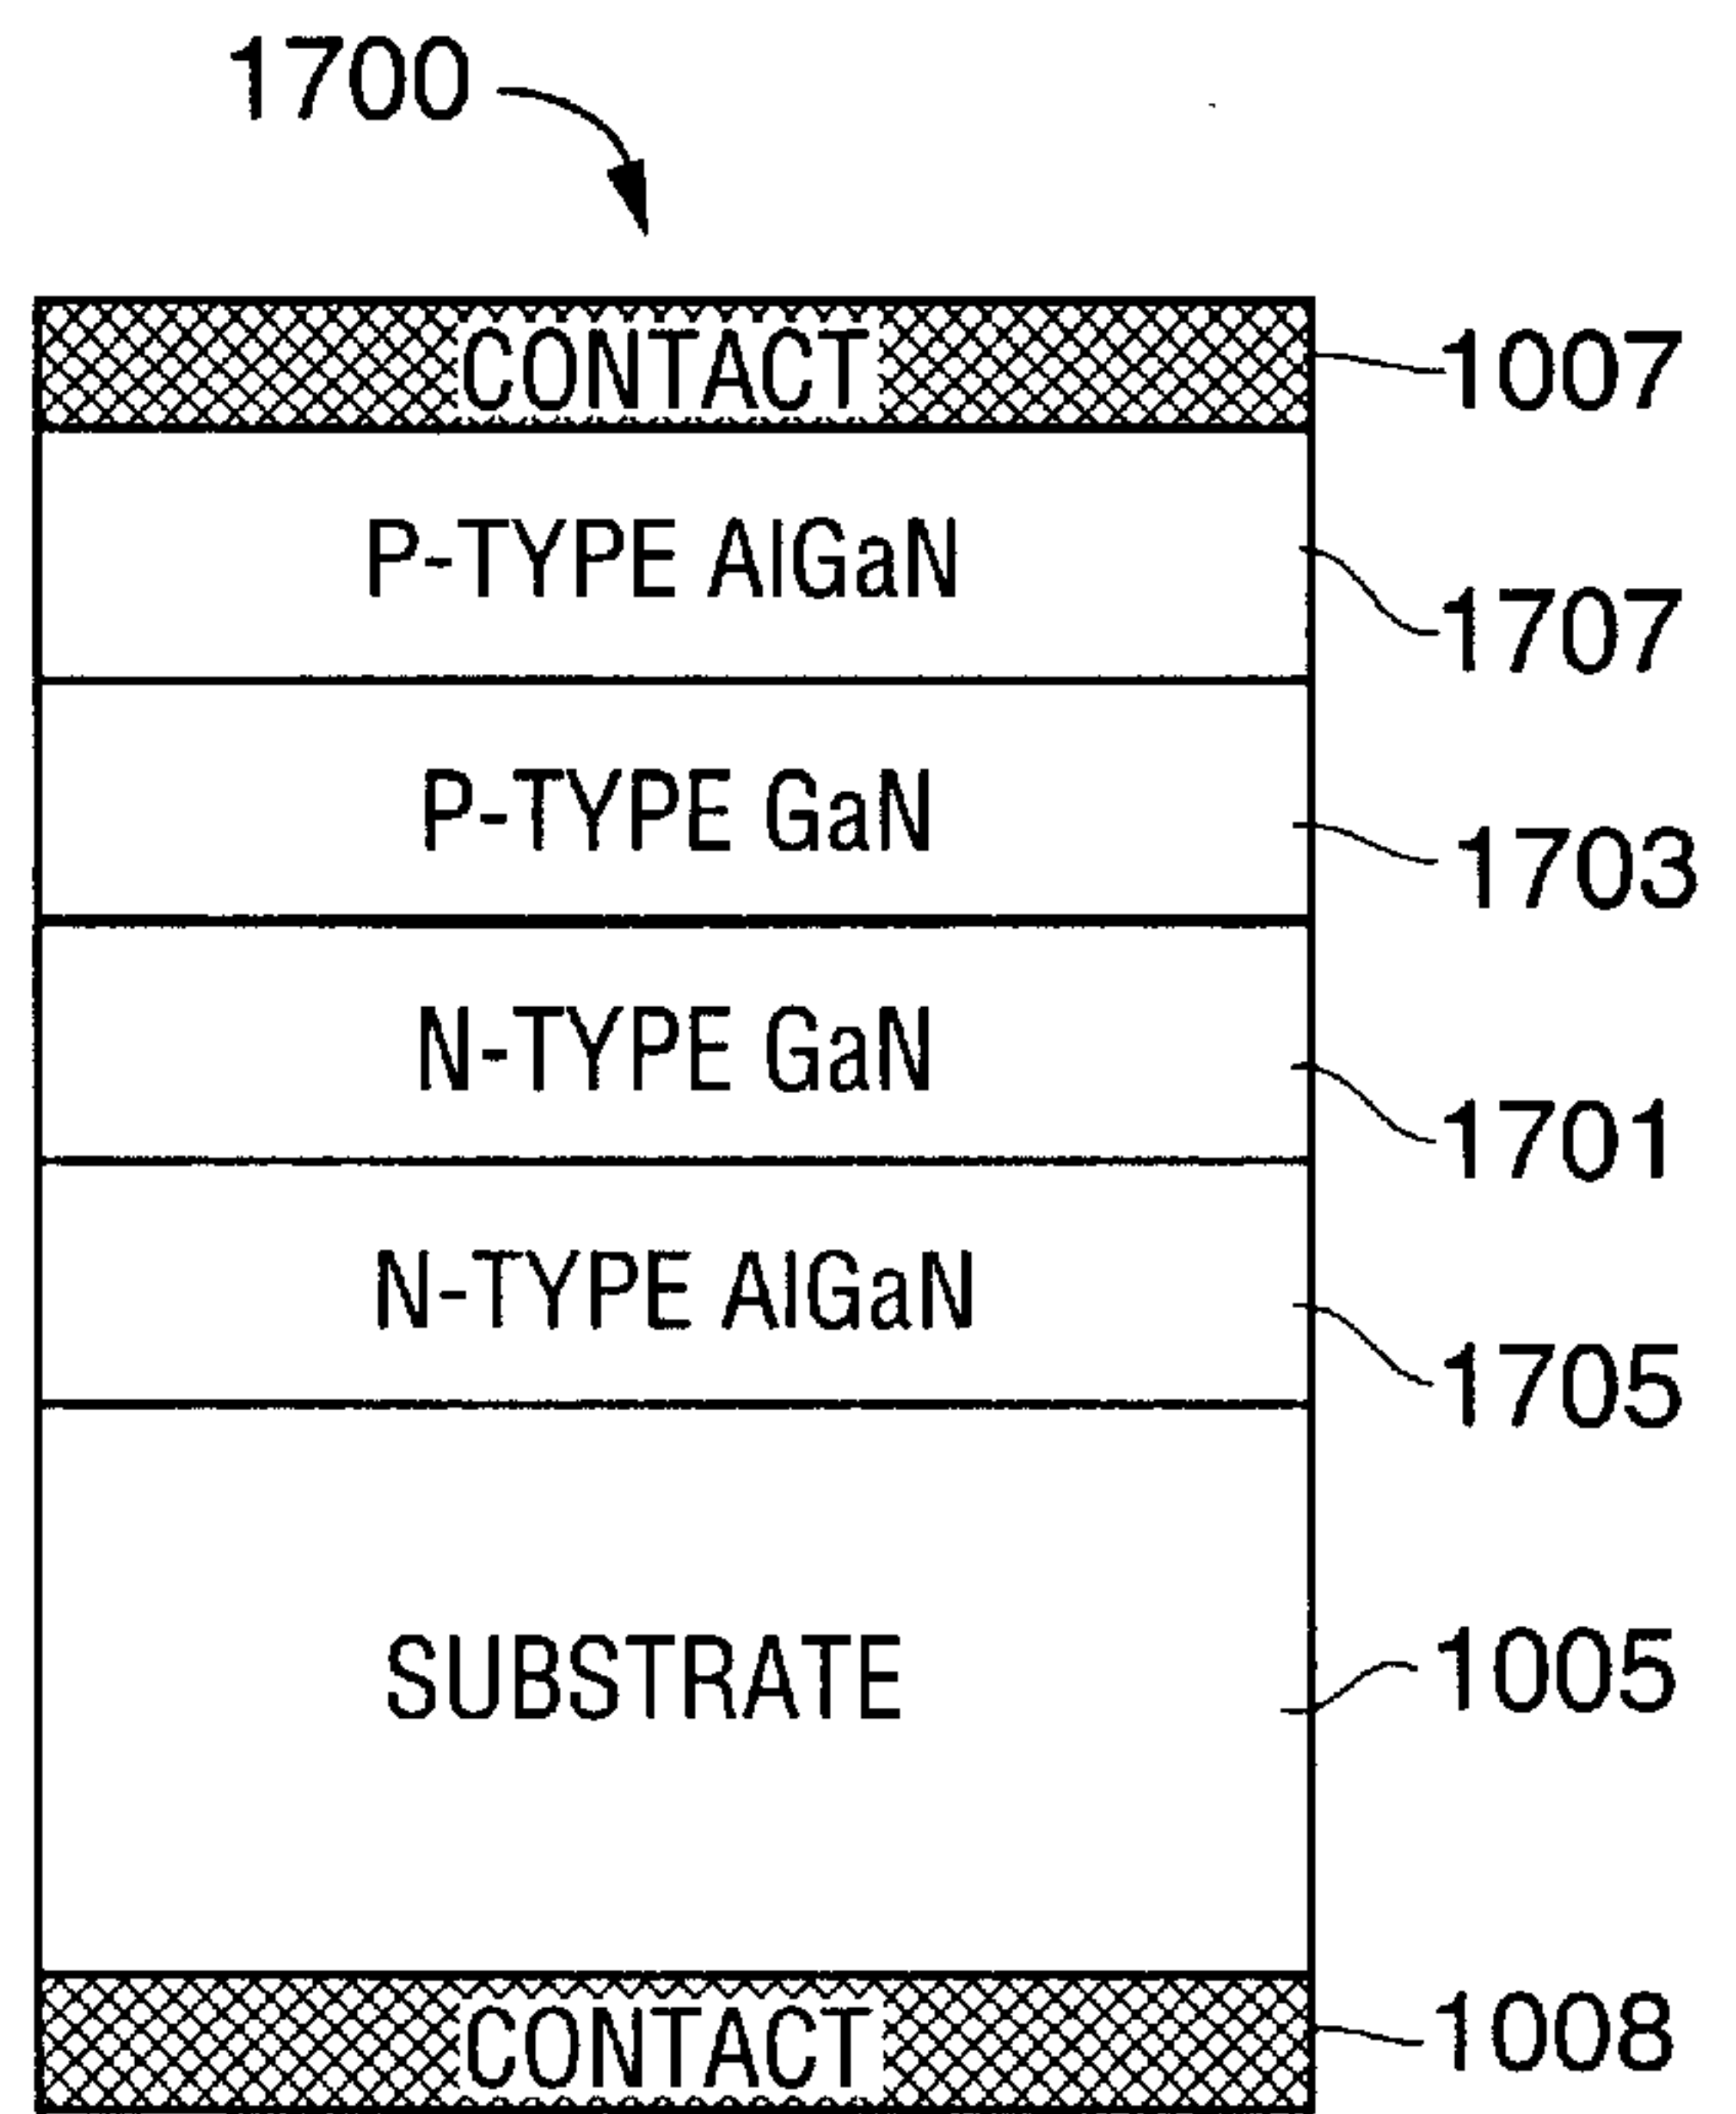 1700
CONTACT 1007
P-TYPE AlGaN 1707
P-TYPE GaN 1703
N-TYPE GaN 1701
N-TYPE AlGaN 1705
SUBSTRATE 1005
CONTACT 1008